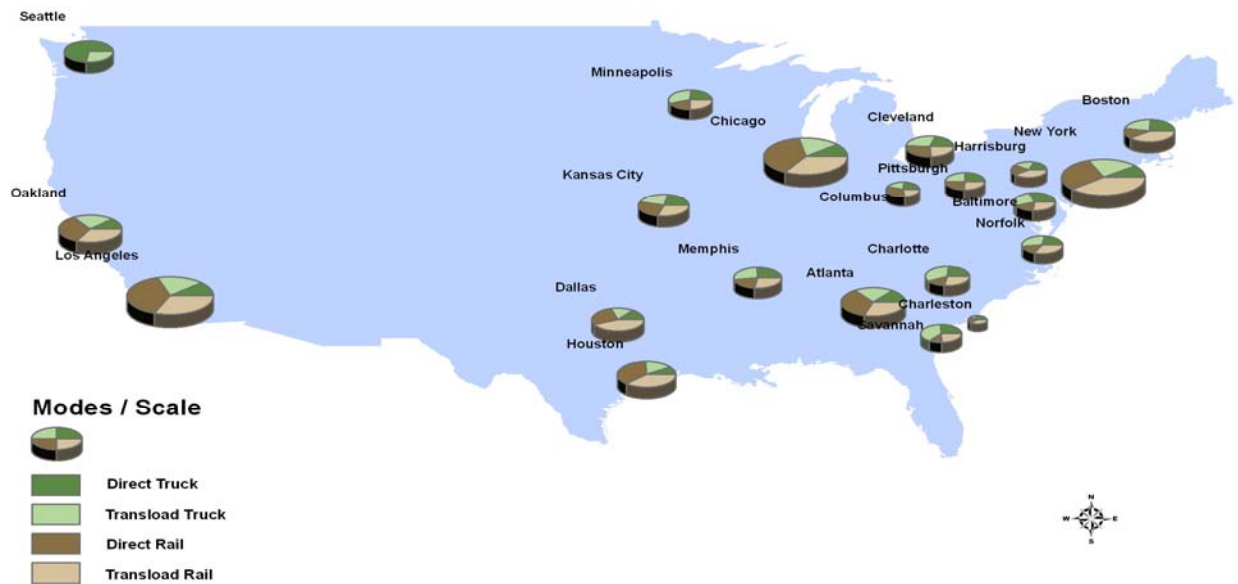 Seattle
Minneapolis
Boston
Chicago
Cleveland
New York
Harrisburg
Kansas City
Pittsburgh
Oakland
Columbus
Baltimore
Norfolk
Los Angeles
Memphis
Charlotte
Atlanta
Dallas
Charleston
Savannah
Houston
Modes / Scale
Direct Truck
Transload Truck
Direct Rail
Transload Rail
N
W E
S